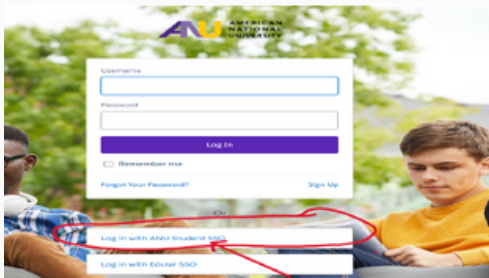 ANU AMERICAN
NATIONAL
UNIVERSITY
Username
Password
Log In
Remember me
Forgot Your Password? Sign Up
Or
Log In with ANU Student SSO
Log In with Edular SSO